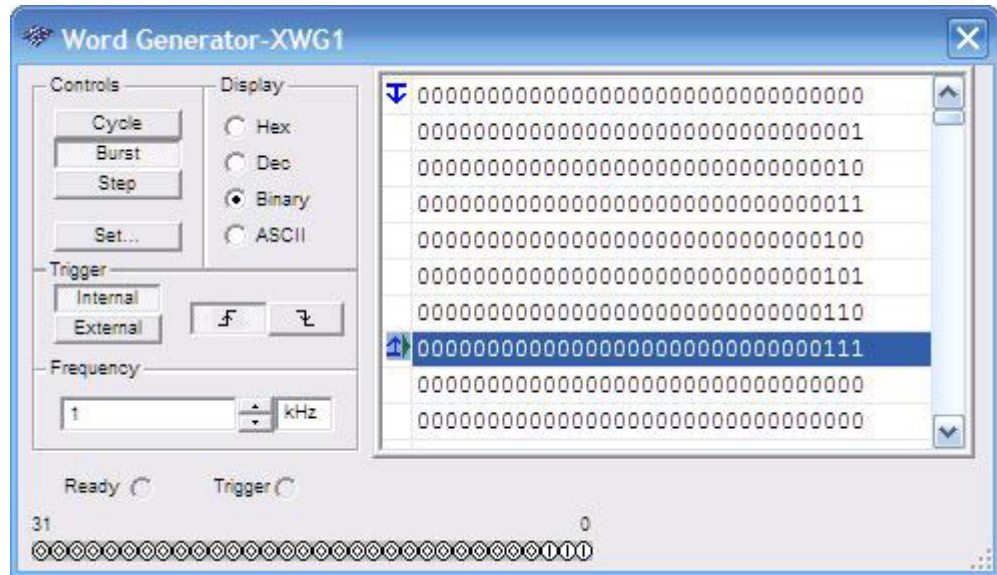 Word Generator-XWG1
Controls
Cycle
Burst
Step
Set...
Display
Hex
Dec
Binary
ASCII
Trigger
Internal
External
Frequency
1
kHz
00000000000000000000000000000000
00000000000000000000000000000001
00000000000000000000000000000010
00000000000000000000000000000011
00000000000000000000000000000100
00000000000000000000000000000101
00000000000000000000000000000110
00000000000000000000000000000111
00000000000000000000000000000000
00000000000000000000000000000000
Ready
Trigger
31 0